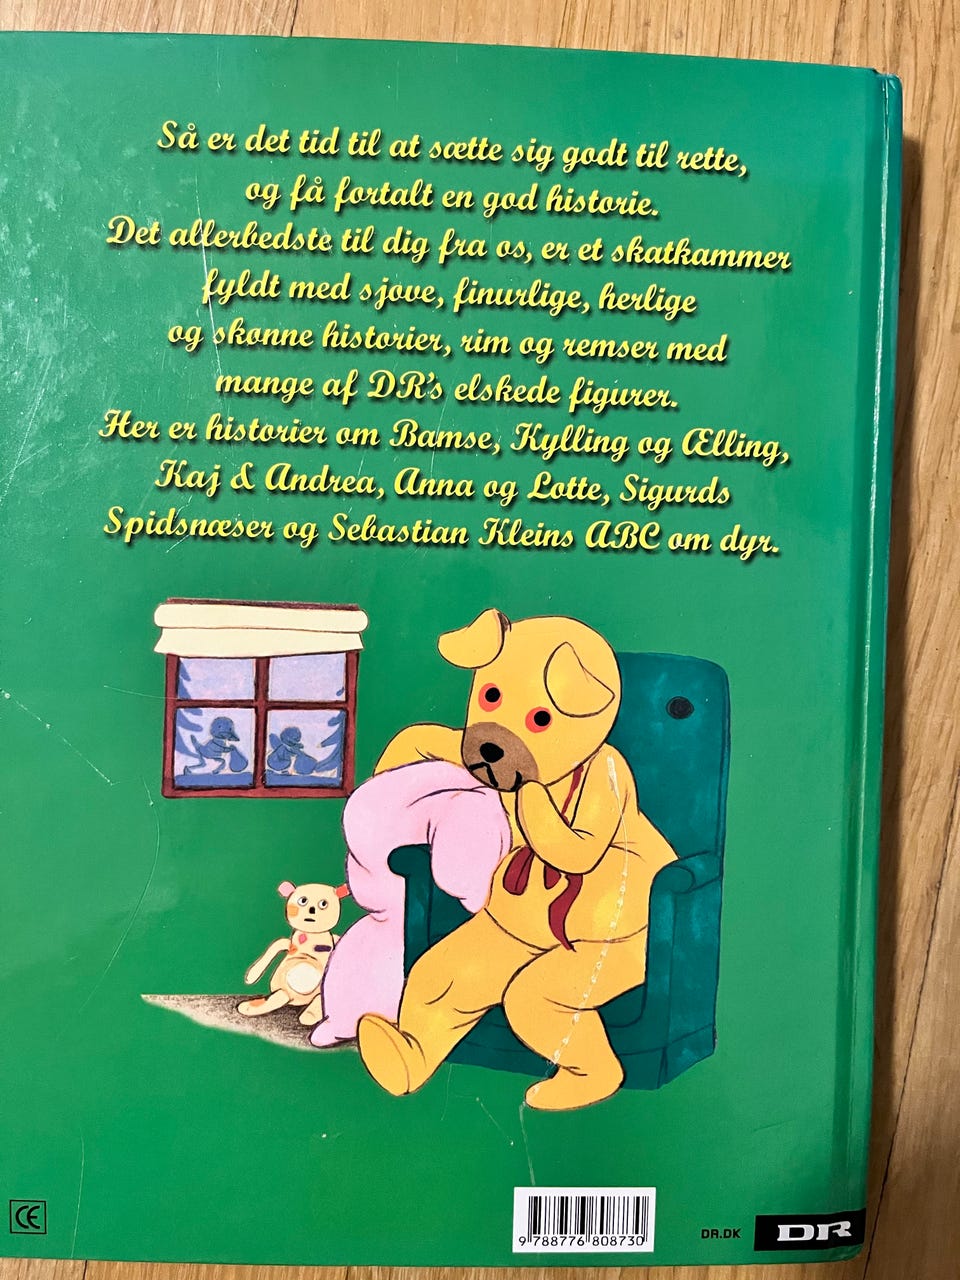 Så er det tid til at sætte sig godt til rette,
og få fortalt en god historie.
Det allerbedste til dig fra os, er et skatkammer
fyldt med sjove, finurlige, herlige
og skønne historier, rim og remser med
mange af DR's elskede figurer.
Her er historier om Bamse, Kylling og Ælling,
Kaj & Andrea, Anna og Lotte, Sigurds
Spidsnæser og Sebastian Kleins ABC om dyr.
CE
9 788776 808730
DR.DK
DR